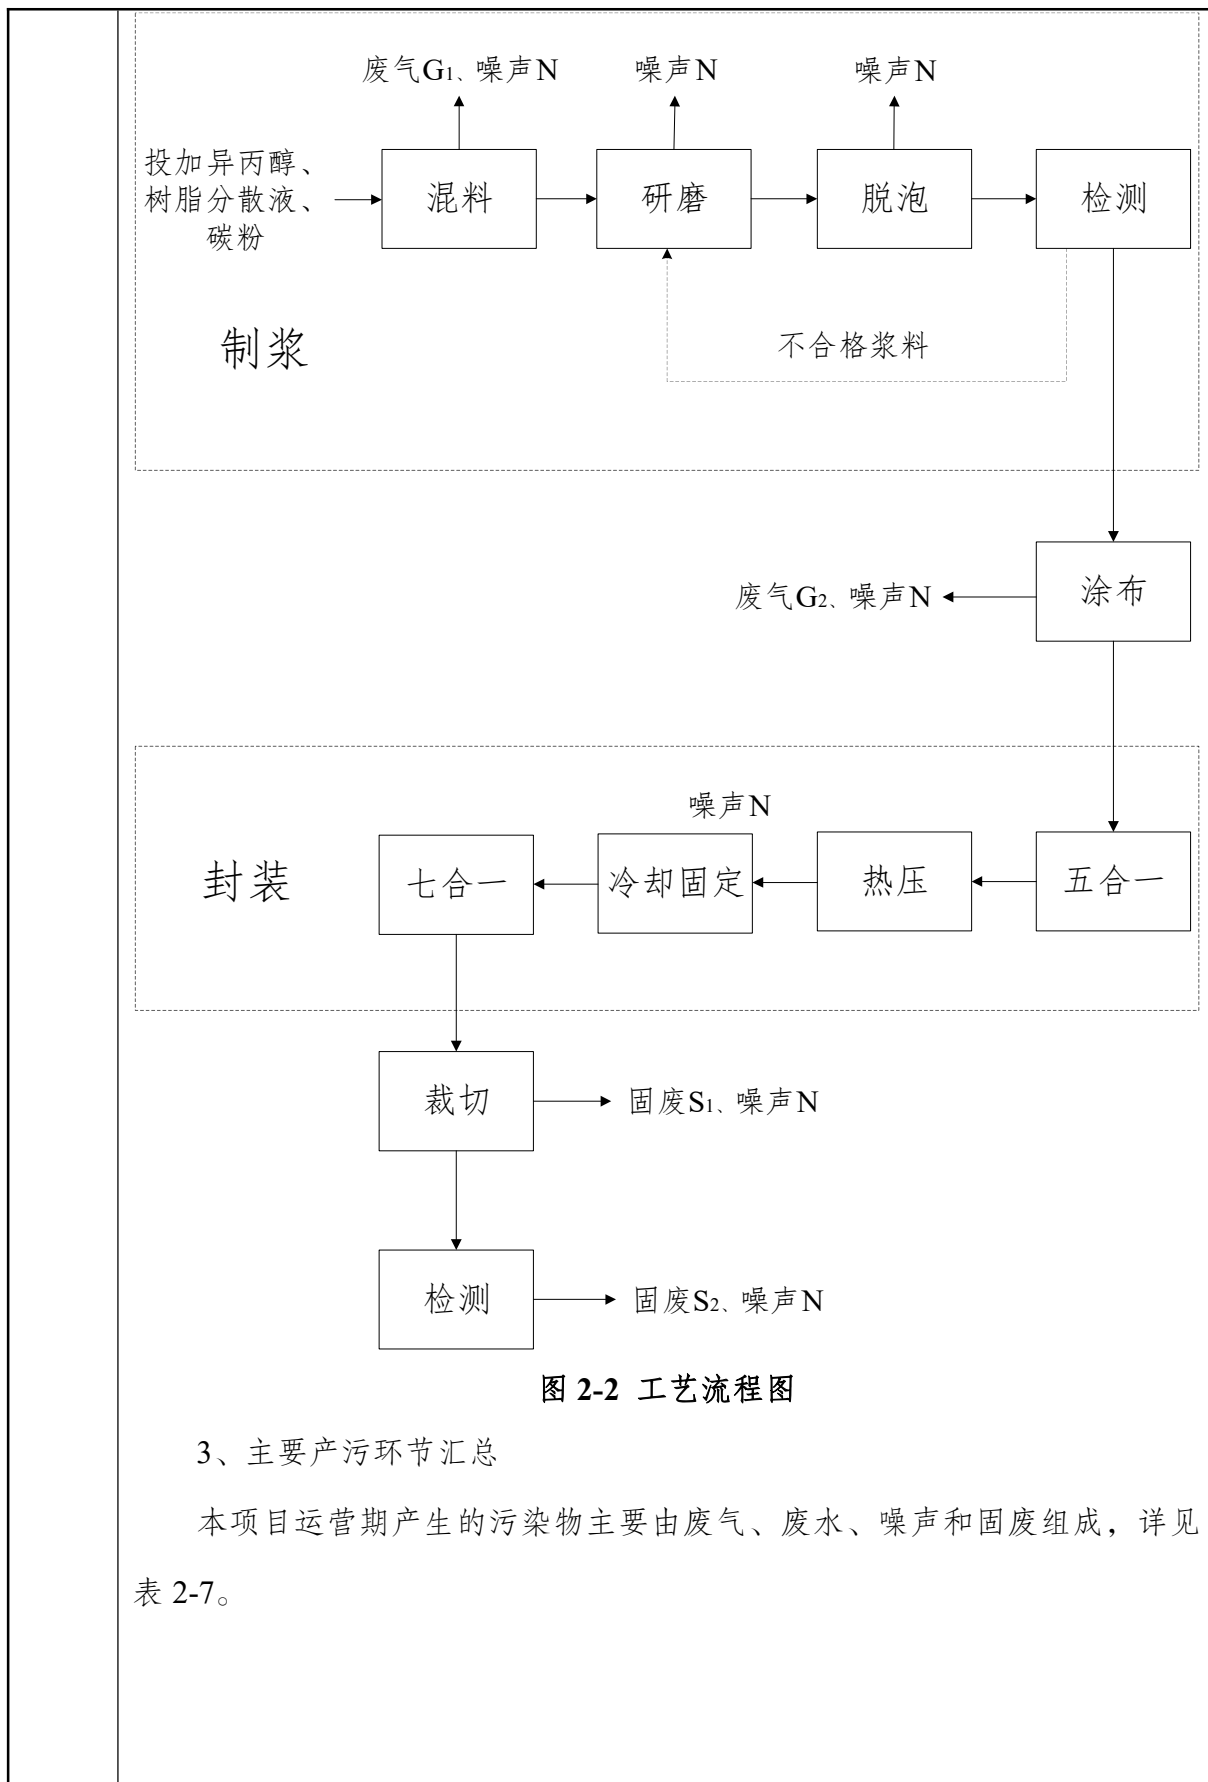 废气G1、噪声N
噪声N
噪声N
投加异丙醇、
树脂分散液、
碳粉
混料
研磨
脱泡
检测
制浆
不合格浆料
涂布
废气G2、噪声N
噪声N
封装
七合一
冷却固定
热压
五合一
裁切
固废S1、噪声N
检测
固废S2、噪声N
图 2-2 工艺流程图
3、主要产污环节汇总
本项目运营期产生的污染物主要由废气、废水、噪声和固废组成，详见
表 2-7。